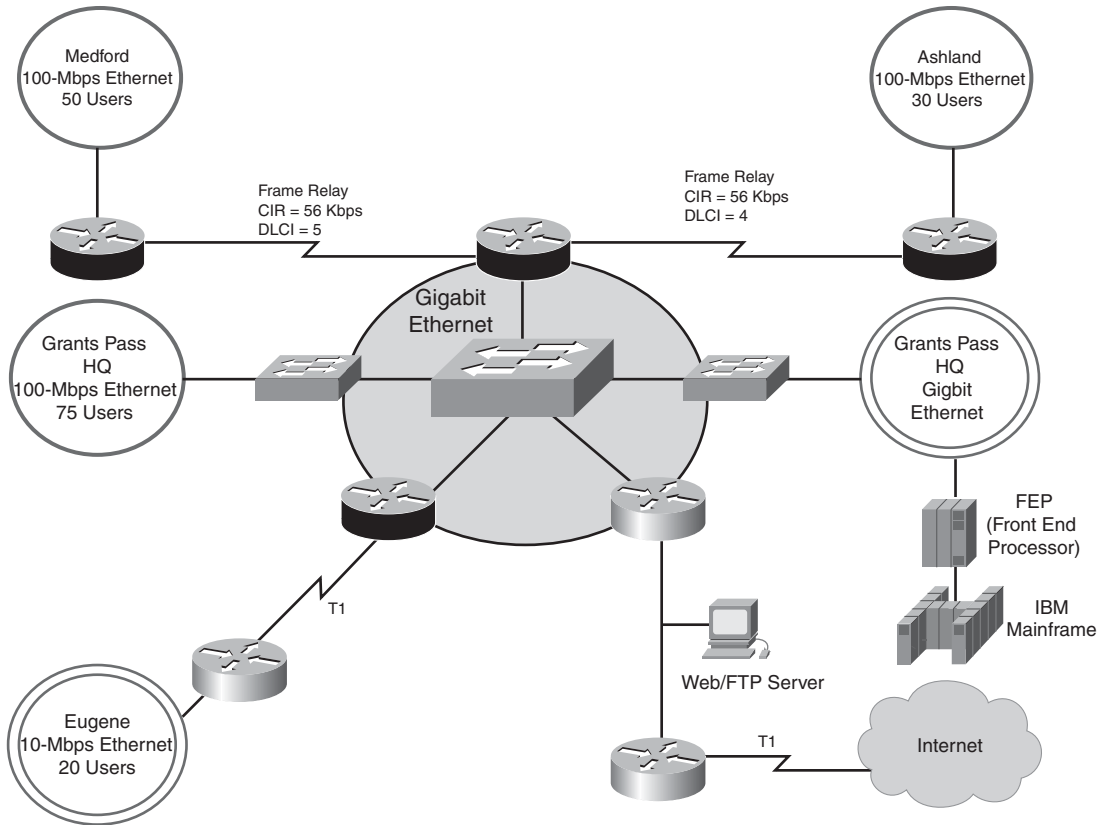 Medford
100-Mbps Ethernet
50 Users
Ashland
100-Mbps Ethernet
30 Users
Frame Relay
CIR = 56 Kbps
DLCI = 5
Frame Relay
CIR = 56 Kbps
DLCI = 4
Gigabit
Ethernet
Grants Pass
HQ
100-Mbps Ethernet
75 Users
Grants Pass
HQ
Gigbit
Ethernet
FEP
(Front End
Processor)
T1
IBM
Mainframe
Web/FTP Server
Eugene
10-Mbps Ethernet
20 Users
T1
Internet